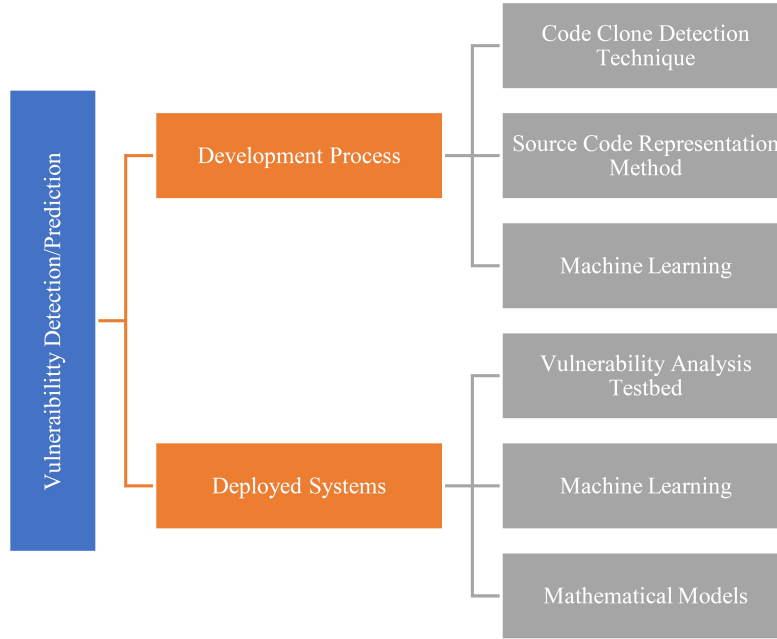 Vulneraibilitty Detection/Prediction
Development Process
Code Clone Detection
Technique
Source Code Representation
Method
Machine Learning
Deployed Systems
Vulnerability Analysis
Testbed
Machine Learning
Mathematical Models